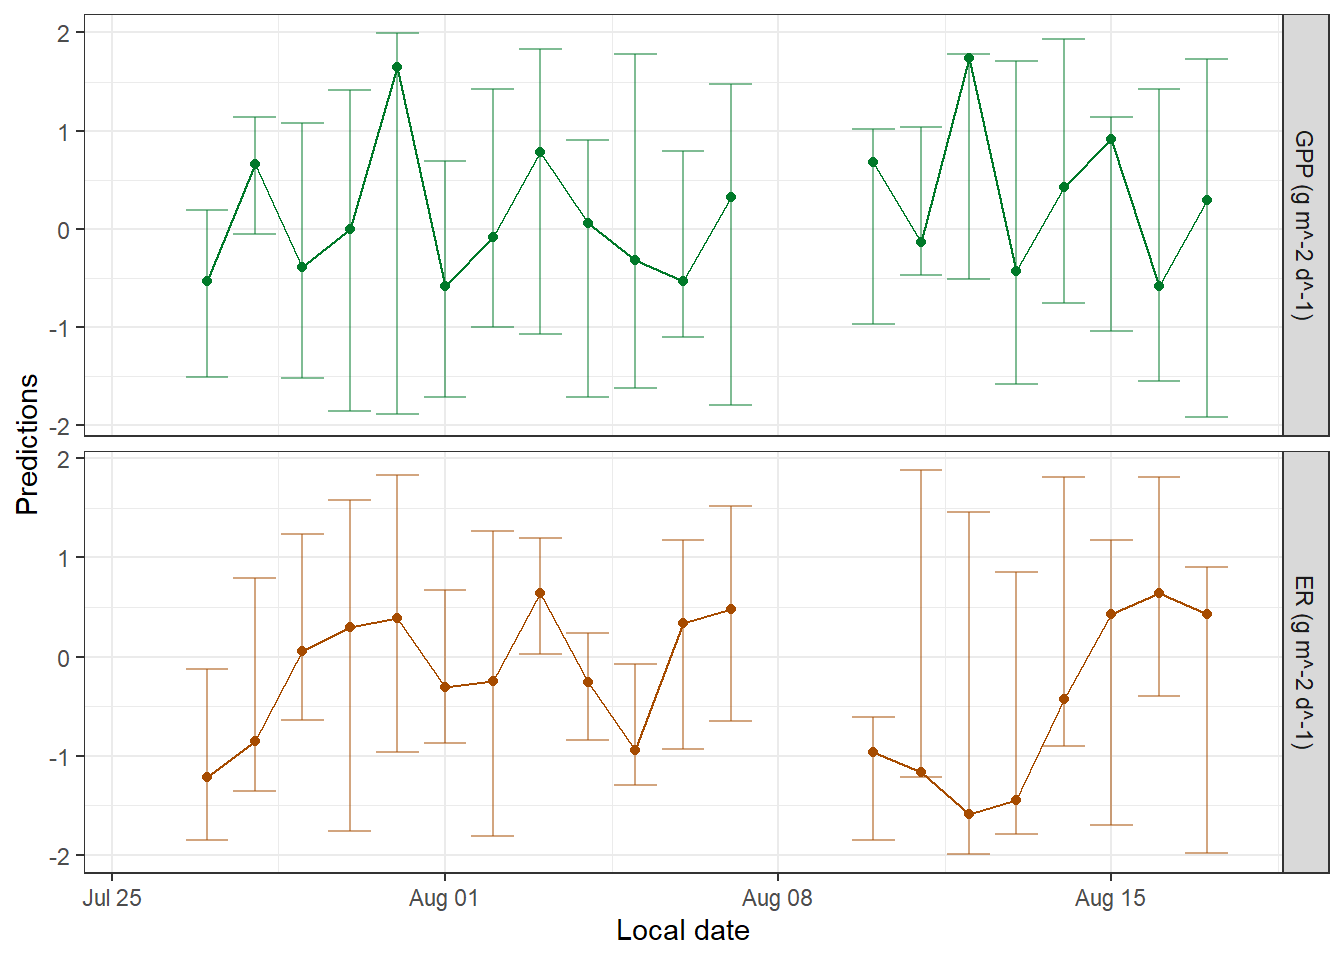 2
1
0
-1
-2
GPP (g m^-2 d^-1)
Predictions
2
1
0
-1
-2
ER (g m^-2 d^-1)
Jul 25
Aug 01
Aug 08
Aug 15
Local date